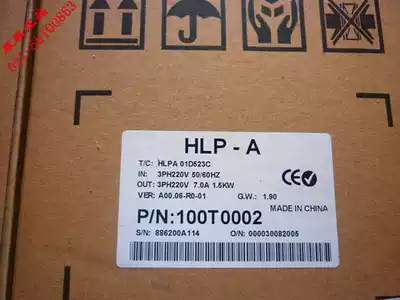 HLP - A
T/C: HLPA 01D523C
IN: 3PH220V 50/60HZ
OUT: 3PH220V 7.0A 1.5KW
VER: A00.06-R0-01 G.W.: 1.90
MADE IN CHINA
P/N:100T0002
S/N: 886200A114 O/N: 000030082005